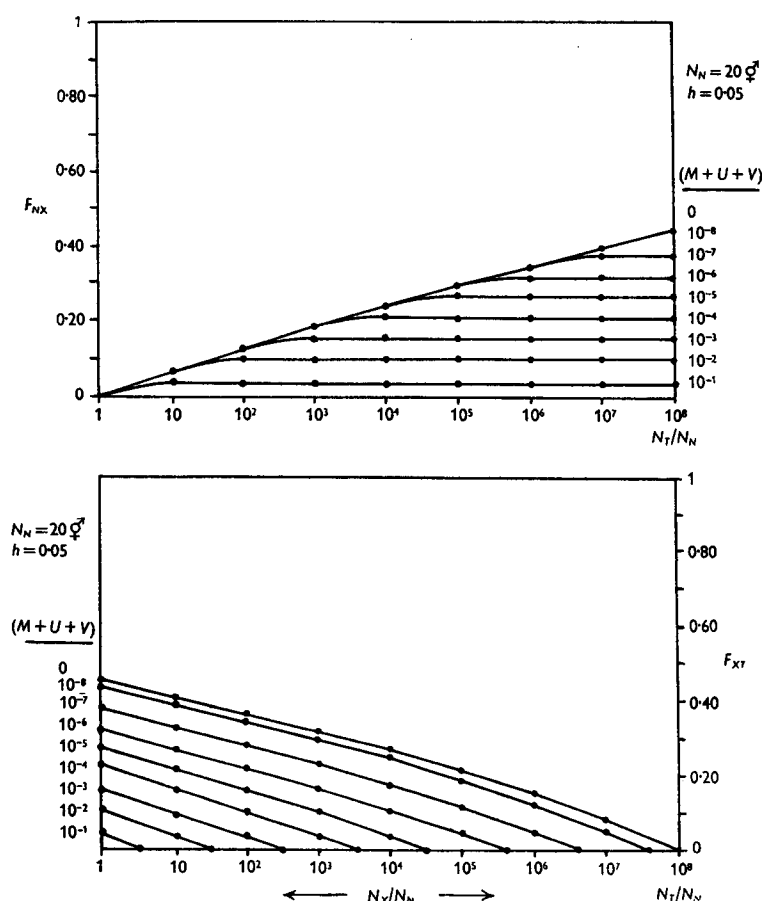 1
0·80
0·60
F_NX
0·40
0·20
0
N_N = 20 ⚥
h = 0·05
(M + U + V)
0
10⁻⁸
10⁻⁷
10⁻⁶
10⁻⁵
10⁻⁴
10⁻³
10⁻²
10⁻¹
1 10 10² 10³ 10⁴ 10⁵ 10⁶ 10⁷ 10⁸
N_T/N_N
N_N = 20 ⚥
h = 0·05
(M + U + V)
0
10⁻⁸
10⁻⁷
10⁻⁶
10⁻⁵
10⁻⁴
10⁻³
10⁻²
10⁻¹
1
0·80
0·60
F_XT
0·40
0·20
0
1 10 10² 10³ 10⁴ 10⁵ 10⁶ 10⁷ 10⁸
← N_X/N_N → N_T/N_N